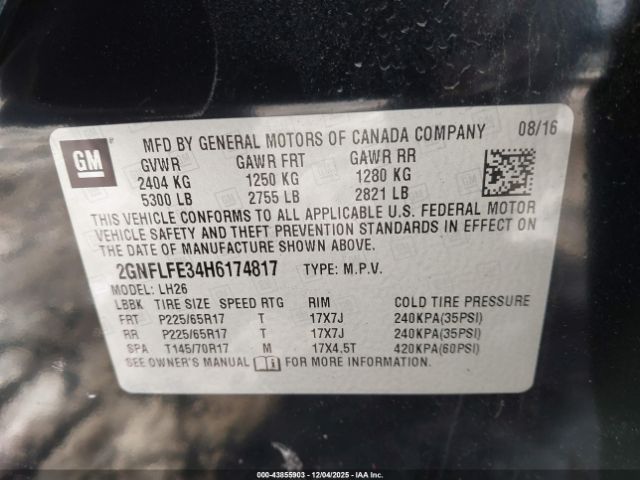 GM
MFD BY GENERAL MOTORS OF CANADA COMPANY 08/16
GVWR GAWR FRT GAWR RR
2404 KG 1250 KG 1280 KG
5300 LB 2755 LB 2821 LB
THIS VEHICLE CONFORMS TO ALL APPLICABLE U.S. FEDERAL MOTOR
VEHICLE SAFETY AND THEFT PREVENTION STANDARDS IN EFFECT ON
THE DATE OF MANUFACTURE SHOWN ABOVE.
2GNFLFE34H6174817 TYPE: M.P.V.
MODEL: LH26
LBBK TIRE SIZE SPEED RTG RIM COLD TIRE PRESSURE
FRT P225/65R17 T 17X7J 240KPA(35PSI)
RR P225/65R17 T 17X7J 240KPA(35PSI)
SPA T145/70R17 M 17X4.5T 420KPA(60PSI)
SEE OWNER'S MANUAL FOR MORE INFORMATION.
000-43855903 - 12/04/2025 - IAAI.COM